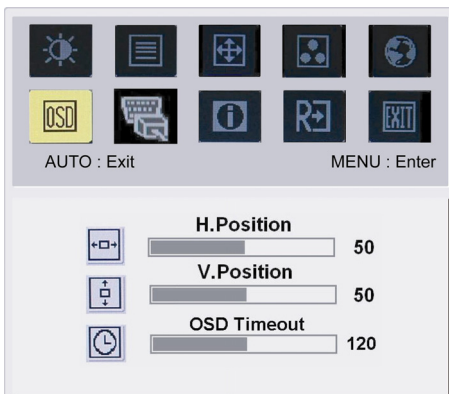 OSD
i
R
EXIT
AUTO : Exit
MENU : Enter
H.Position
50
V.Position
50
OSD Timeout
120